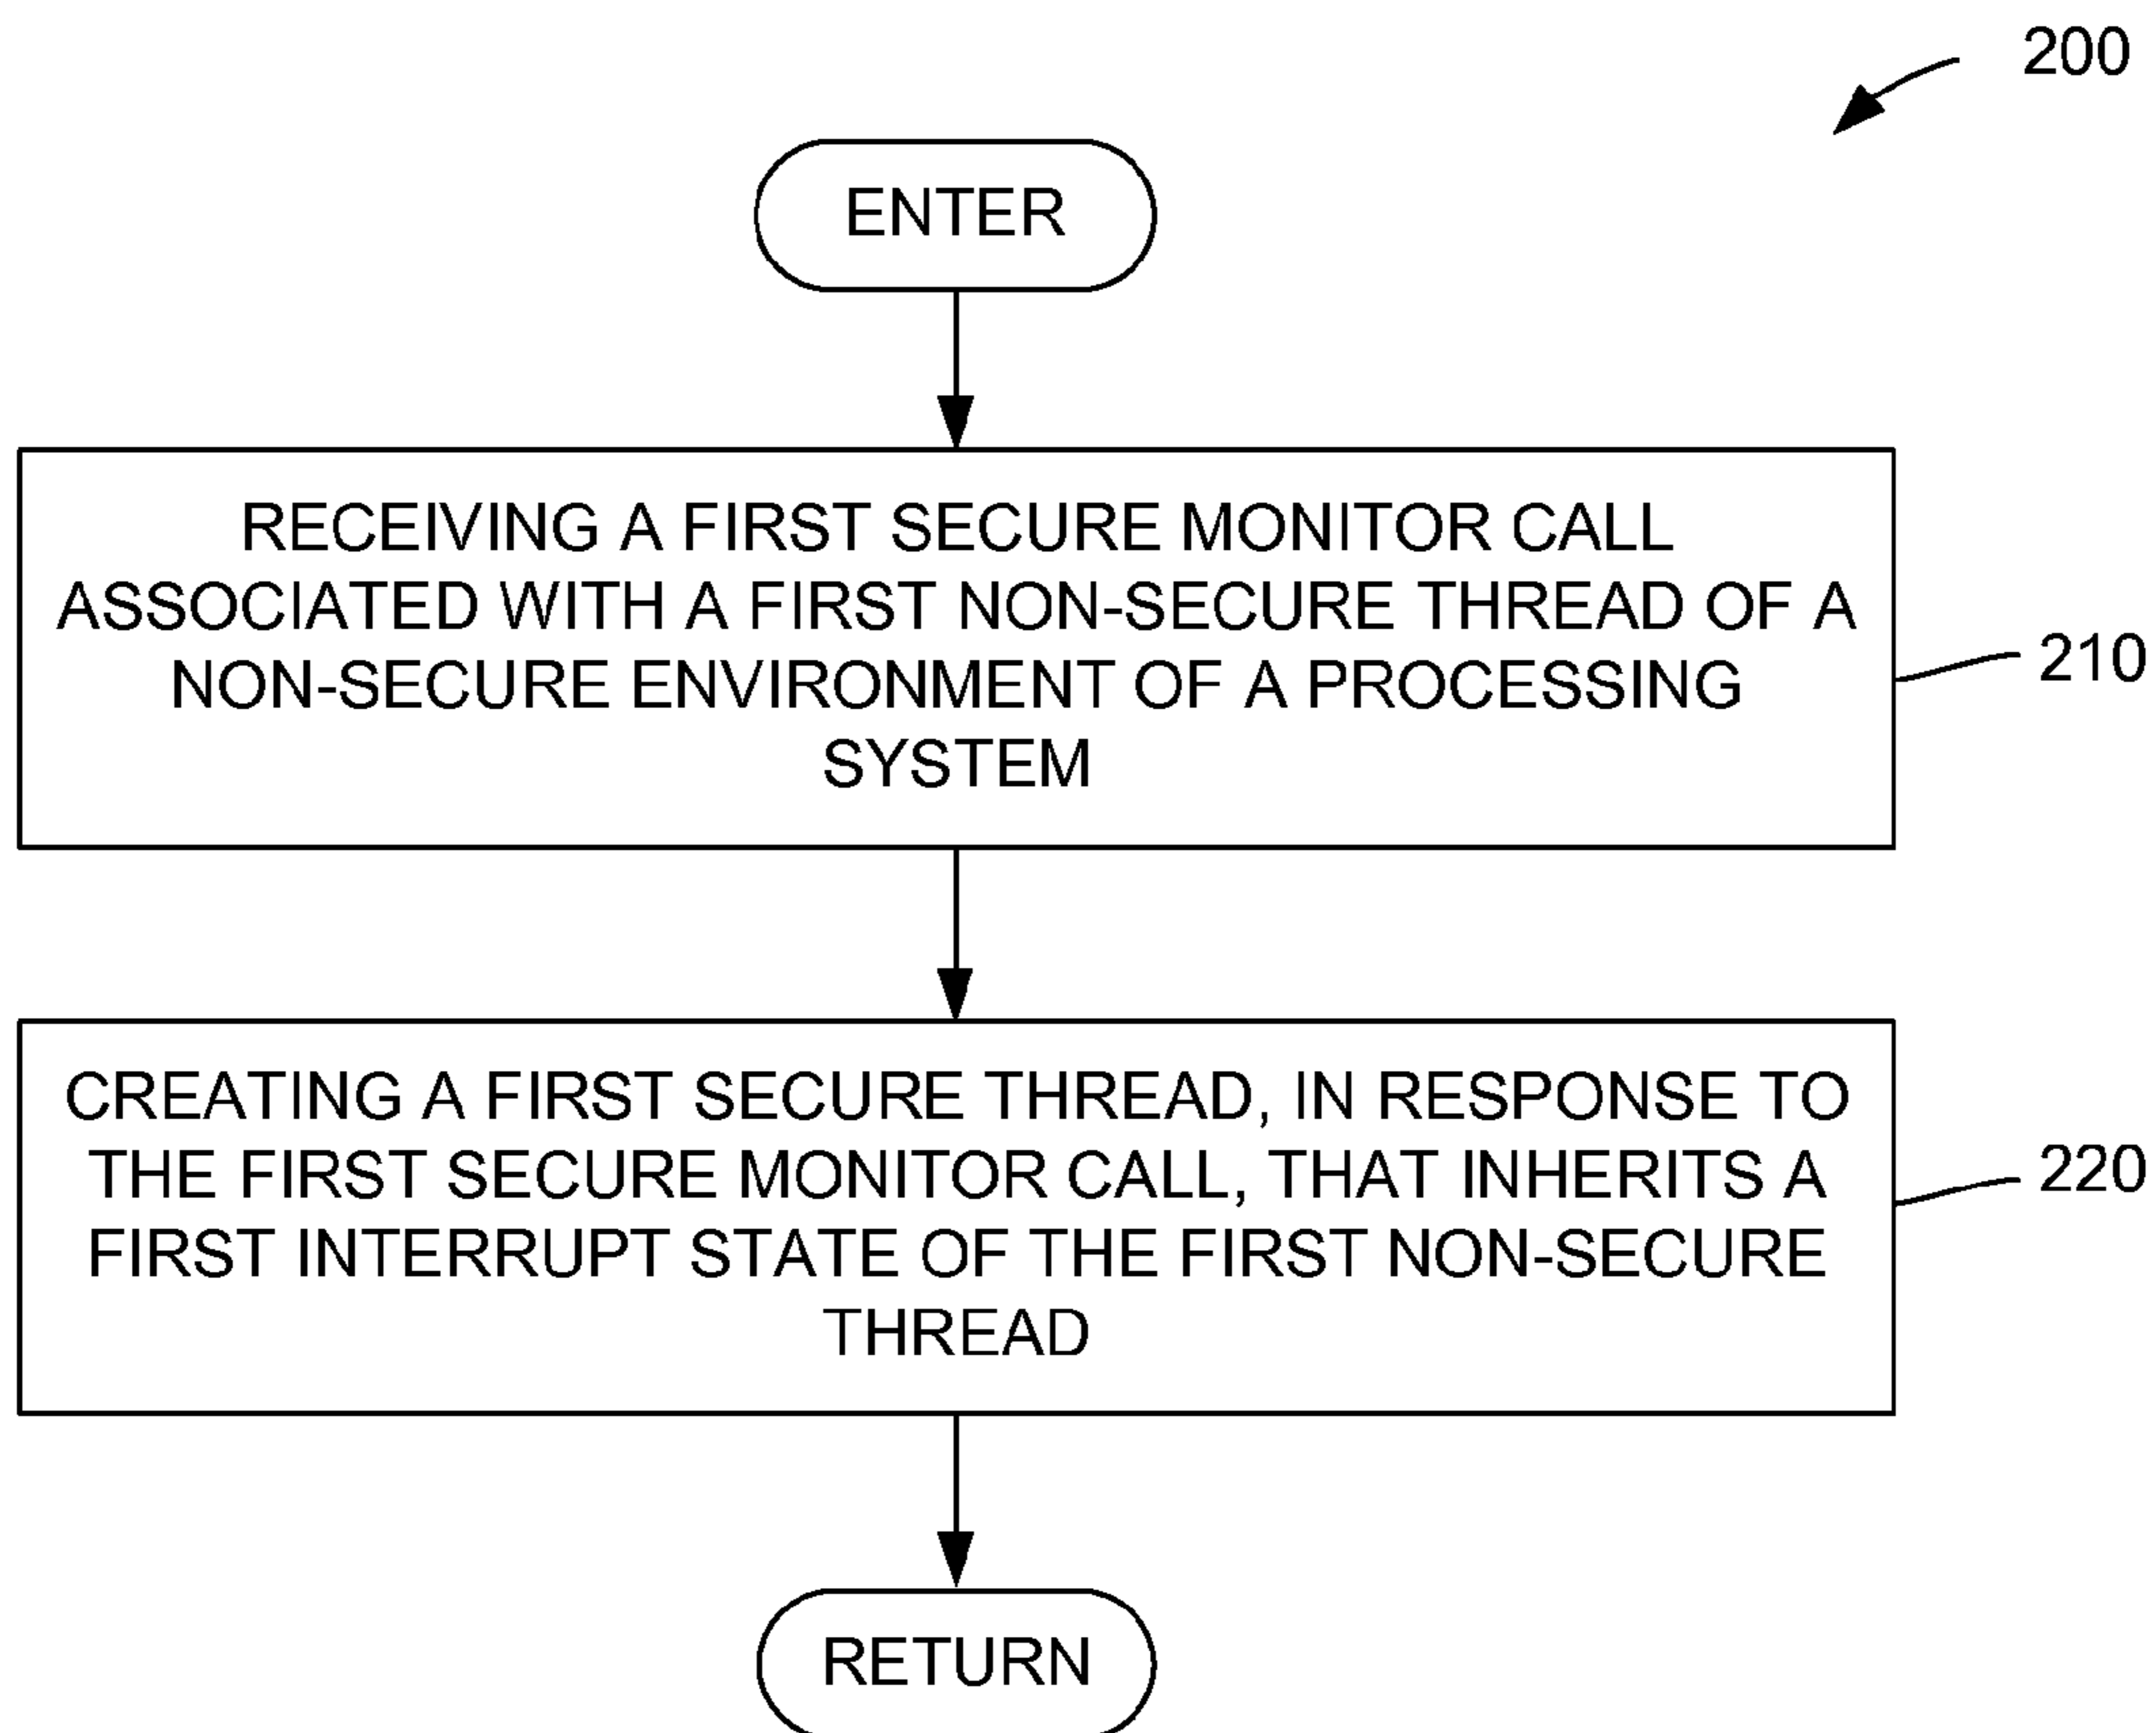 200
ENTER
RECEIVING A FIRST SECURE MONITOR CALL
ASSOCIATED WITH A FIRST NON-SECURE THREAD OF A
NON-SECURE ENVIRONMENT OF A PROCESSING
SYSTEM
210
CREATING A FIRST SECURE THREAD, IN RESPONSE TO
THE FIRST SECURE MONITOR CALL, THAT INHERITS A
FIRST INTERRUPT STATE OF THE FIRST NON-SECURE
THREAD
220
RETURN